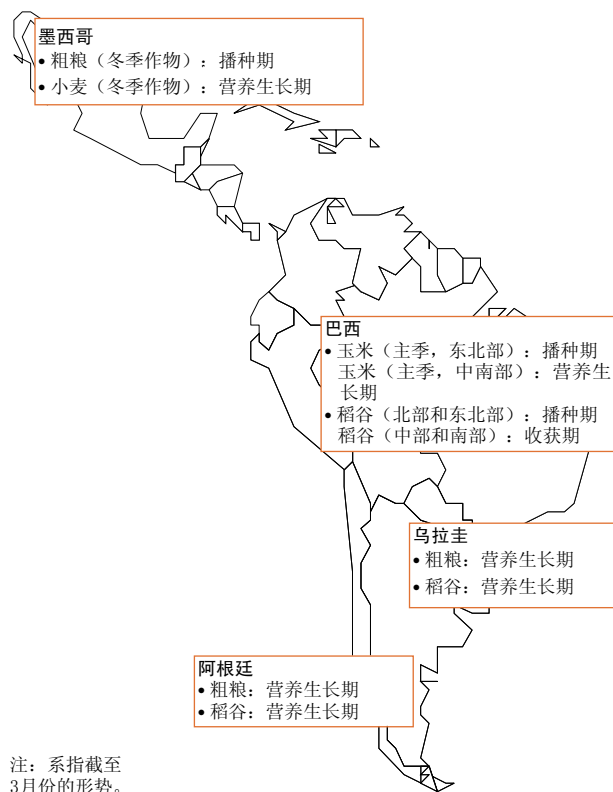 墨西哥
• 粗粮（冬季作物）：播种期
• 小麦（冬季作物）：营养生长期
巴西
• 玉米（主季，东北部）：播种期
玉米（主季，中南部）：营养生
长期
• 稻谷（北部和东北部）：播种期
稻谷（中部和南部）：收获期
乌拉圭
• 粗粮：营养生长期
• 稻谷：营养生长期
阿根廷
• 粗粮：营养生长期
• 稻谷：营养生长期
注：系指截至
3月份的形势。